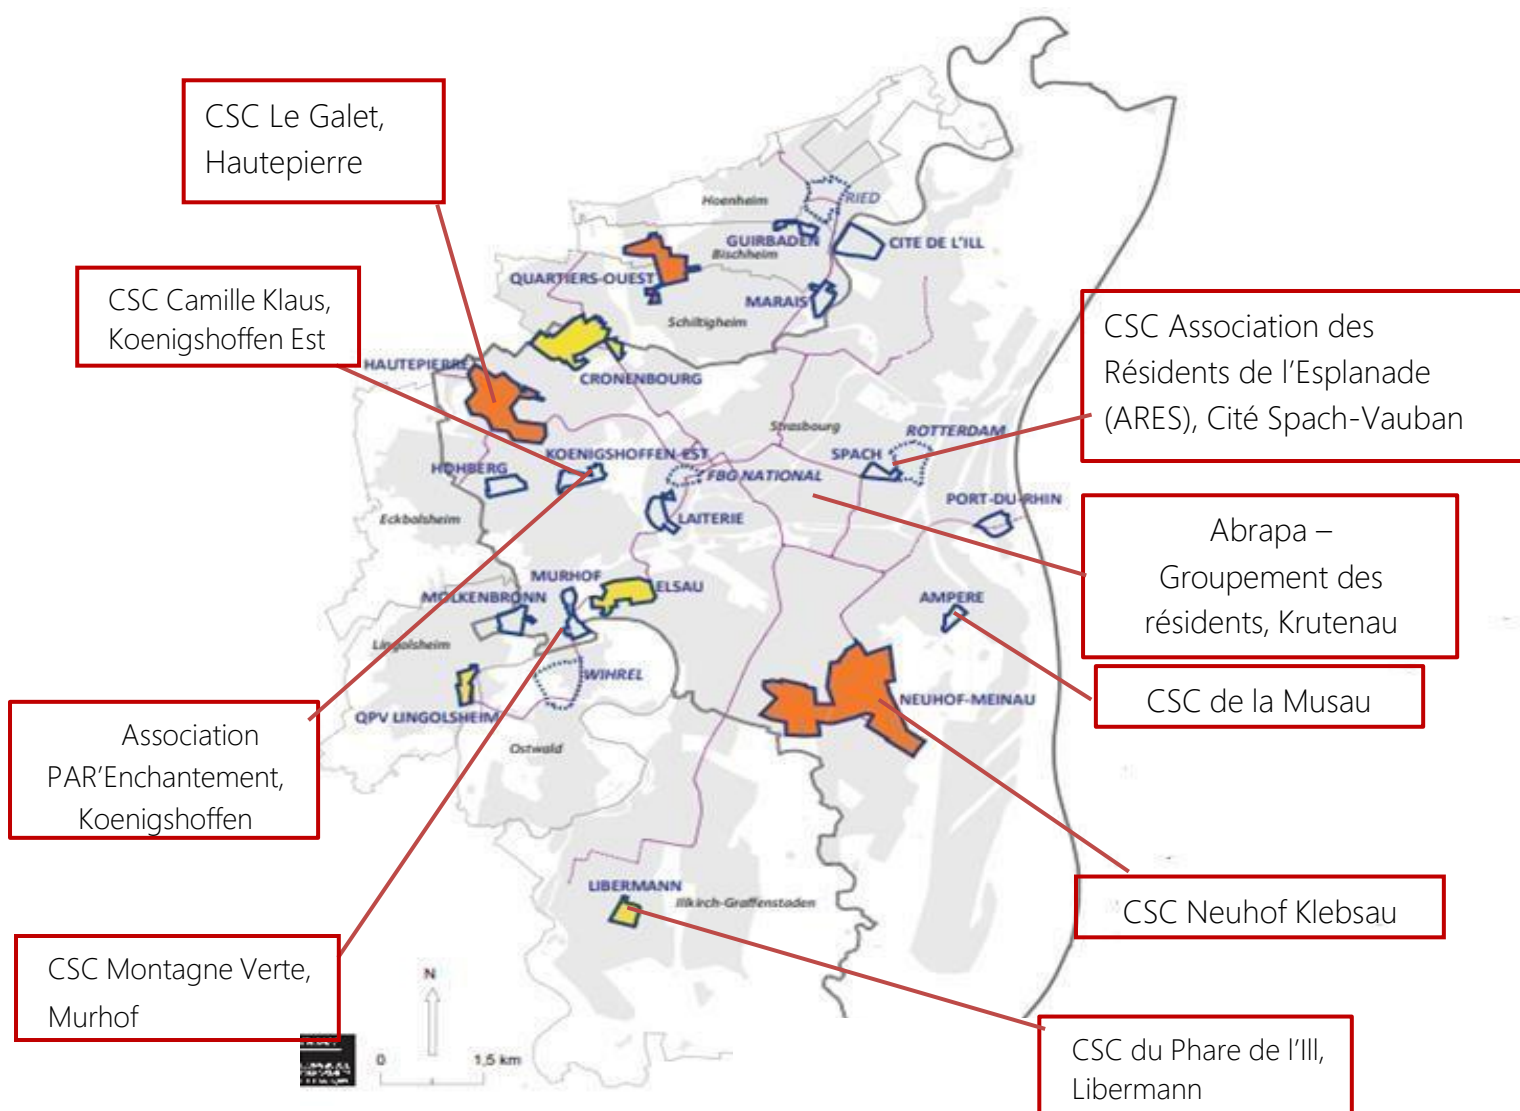 CSC Le Galet,
Hautepierre
CSC Camille Klaus,
Koenigshoffen Est
CSC Association des
Résidents de l’Esplanade
(ARES), Cité Spach-Vauban
Abrapa –
Groupement des
résidents, Krutenau
CSC de la Musau
CSC Neuhof Klebsau
CSC du Phare de l’Ill,
Libermann
Association
PAR’Enchantement,
Koenigshoffen
CSC Montagne Verte,
Murhof
Hoenheim
RIED
GUIRBADEN
CITE DE L'ILL
Bischheim
QUARTIERS-OUEST
MARAIS
Schiltigheim
HAUTEPIERRE
CRONENBOURG
Strasbourg
ROTTERDAM
KOENIGSHOFFEN-EST
SPACH
HOHBERG
FBG NATIONAL
PORT-DU-RHIN
Eckbolsheim
LAITERIE
MURHOF
ELSAU
MOLKENBRONN
AMPERE
Lingolsheim
WIHREL
NEUHOF-MEINAU
QPV LINGOLSHEIM
Ostwald
LIBERMANN
Illkirch-Graffenstaden
N
0
1,5 km